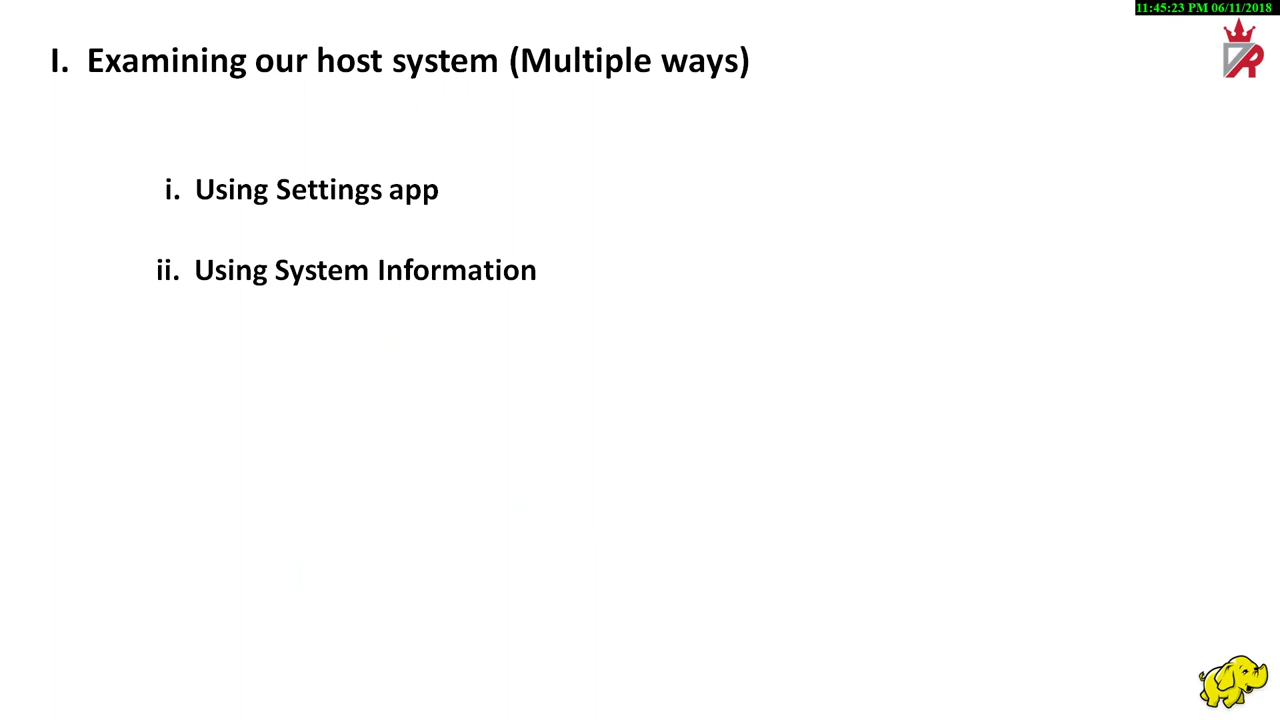 11:45:23 PM 06/11/2018
I. Examining our host system (Multiple ways)
i. Using Settings app
ii. Using System Information